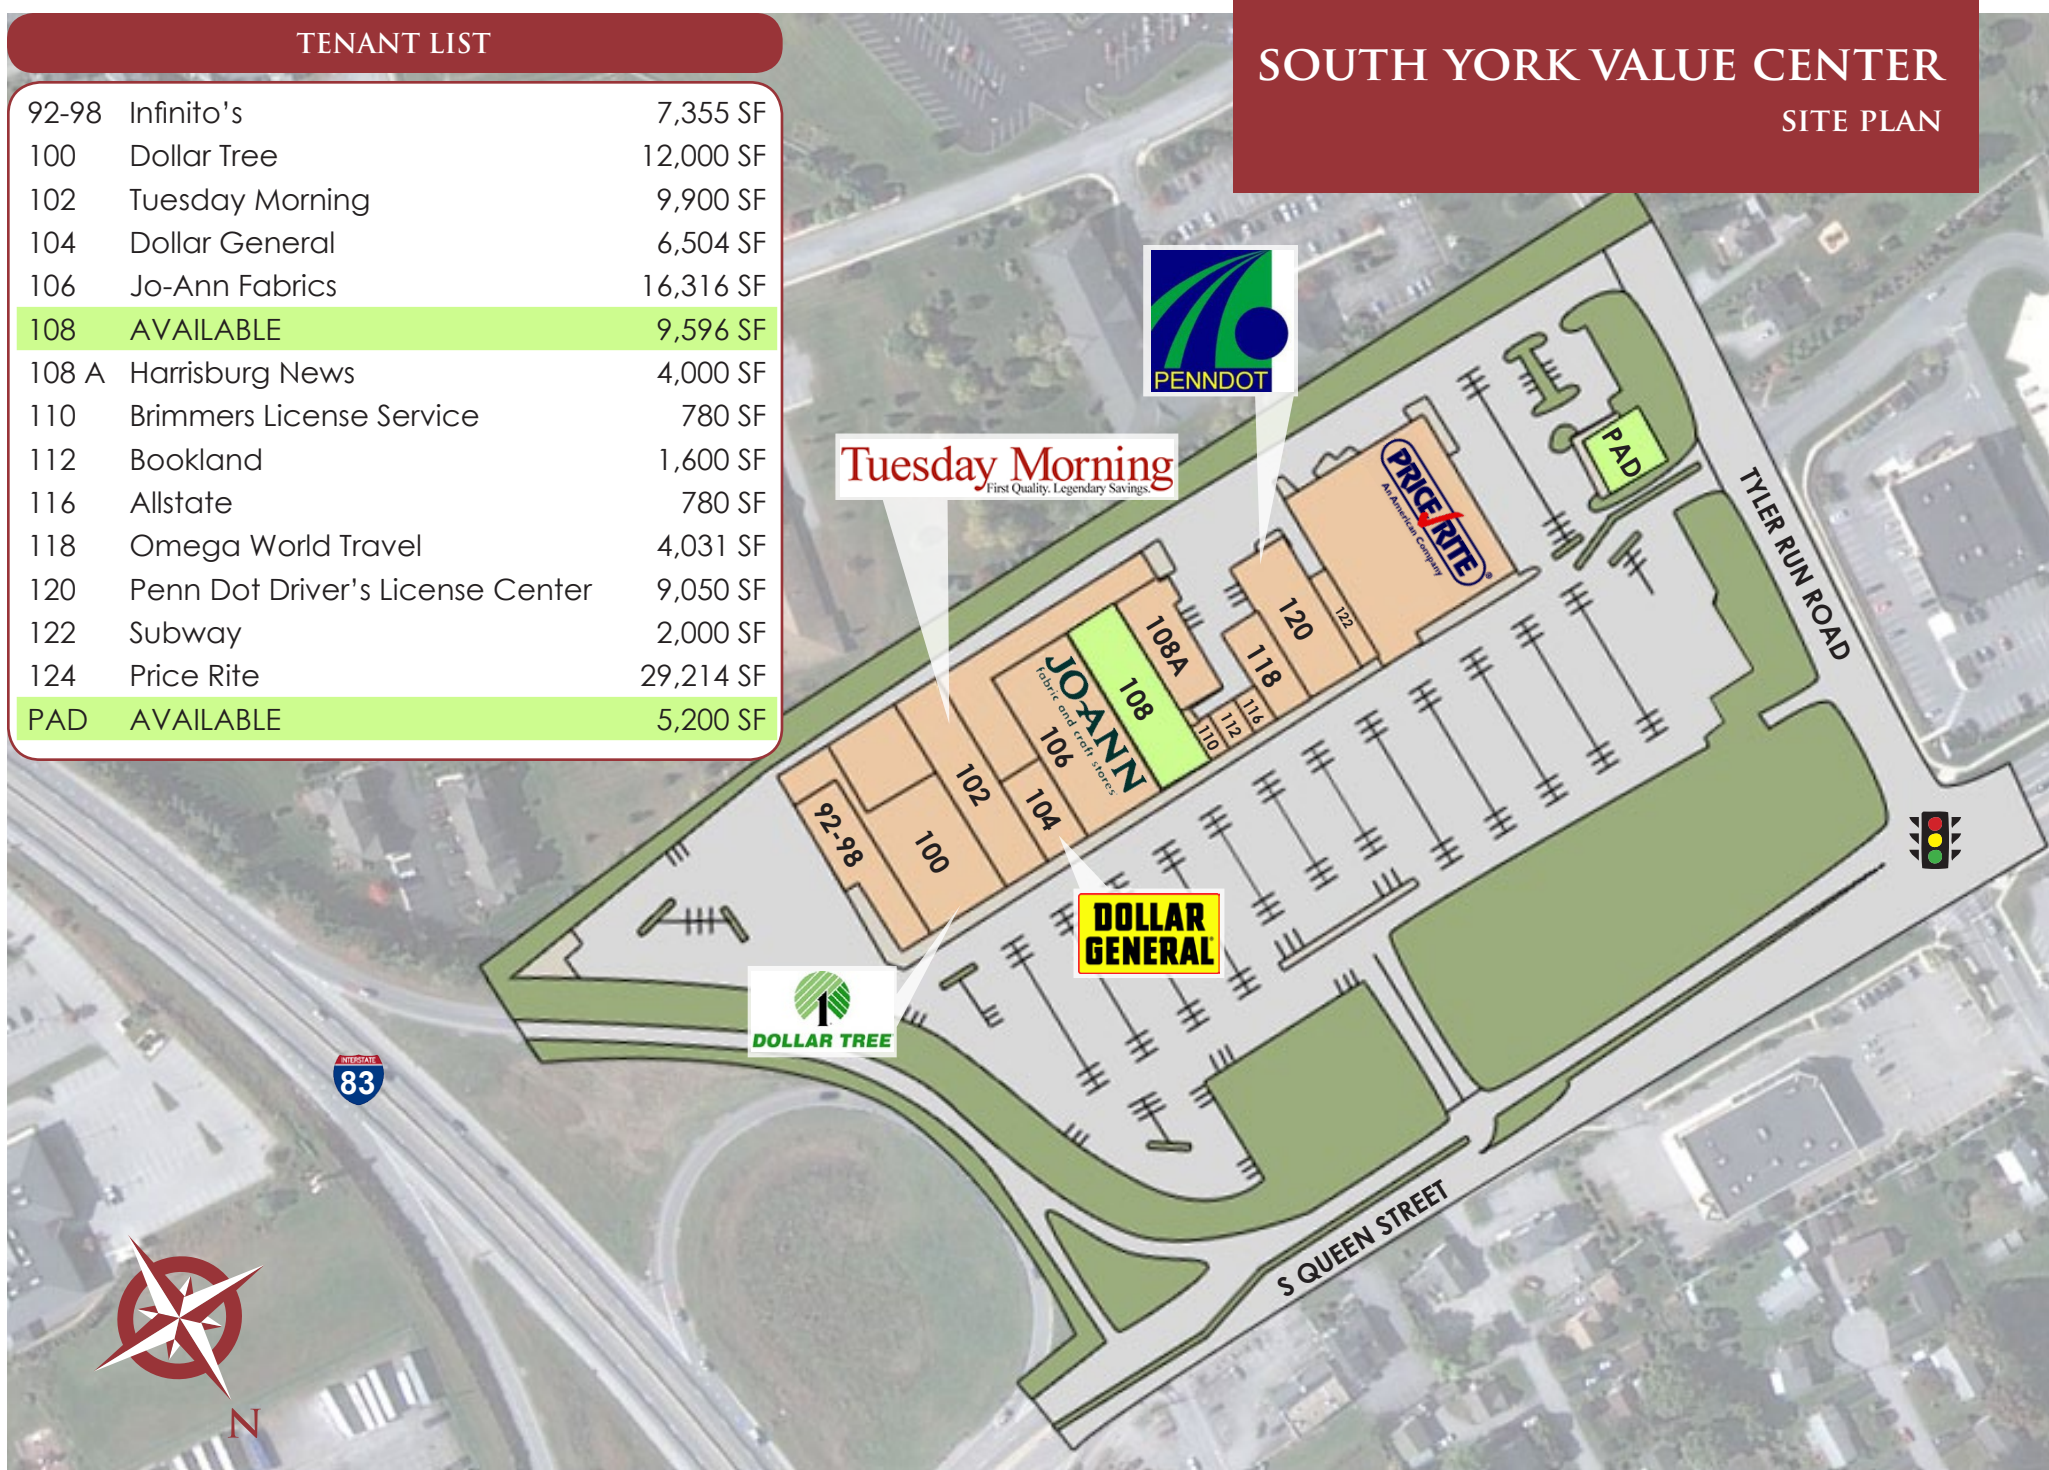 TENANT LIST
92-98 Infinito's 7,355 SF
100 Dollar Tree 12,000 SF
102 Tuesday Morning 9,900 SF
104 Dollar General 6,504 SF
106 Jo-Ann Fabrics 16,316 SF
108 AVAILABLE 9,596 SF
108 A Harrisburg News 4,000 SF
110 Brimmers License Service 780 SF
112 Bookland 1,600 SF
116 Allstate 780 SF
118 Omega World Travel 4,031 SF
120 Penn Dot Driver's License Center 9,050 SF
122 Subway 2,000 SF
124 Price Rite 29,214 SF
PAD AVAILABLE 5,200 SF
SOUTH YORK VALUE CENTER
SITE PLAN
PENNDOT
Tuesday Morning
First Quality. Legendary Savings.
PRICE RITE ®
An American Company
PAD
TYLER RUN ROAD
120
122
118
108A
108
116
112
110
JO-ANN
fabric and craft stores
106
102
104
100
92-98
DOLLAR
GENERAL
1
DOLLAR TREE
INTERSTATE
83
S QUEEN STREET
N